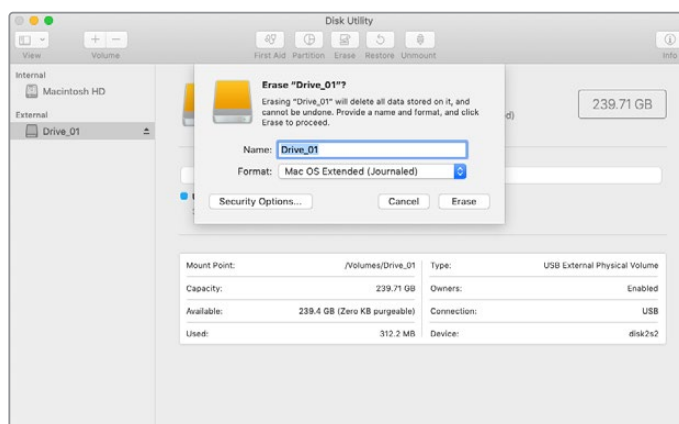 Disk Utility
View
Volume
First Aid
Partition
Erase
Restore
Unmount
Info
Internal
Macintosh HD
External
Drive_01
Erase “Drive_01”?
Erasing “Drive_01” will delete all data stored on it, and
cannot be undone. Provide a name and format, and click
Erase to proceed.
d)
239.71 GB
Name: Drive_01
Format: Mac OS Extended (Journaled)
Security Options...
Cancel
Erase
Mount Point: /Volumes/Drive_01
Type: USB External Physical Volume
Capacity: 239.71 GB
Owners: Enabled
Available: 239.4 GB (Zero KB purgeable)
Connection: USB
Used: 312.2 MB
Device: disk2s2